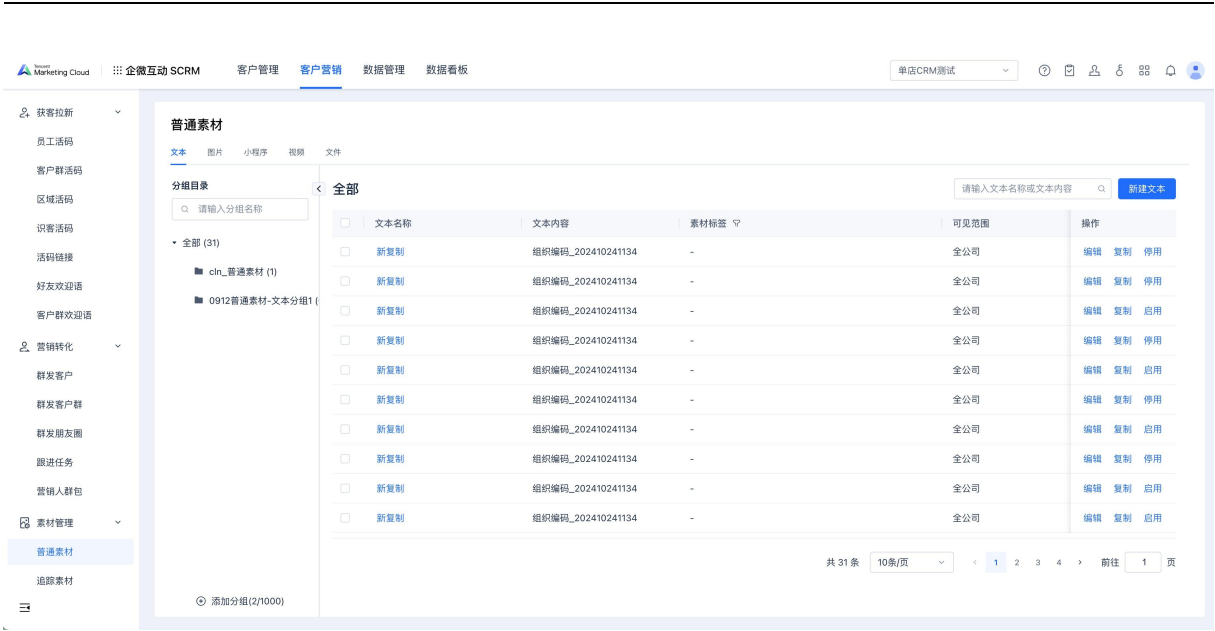 Tencent
Marketing Cloud
企微互动 SCRM
客户管理
客户营销
数据管理
数据看板
单店CRM测试
获客拉新
员工活码
客户群活码
区域活码
识客活码
活码链接
好友欢迎语
客户群欢迎语
营销转化
群发客户
群发客户群
群发朋友圈
跟进任务
营销人群包
素材管理
普通素材
追踪素材
普通素材
文本 图片 小程序 视频 文件
分组目录
请输入分组名称
全部 (31)
cln_普通素材 (1)
0912普通素材-文本分组1 (
添加分组(2/1000)
全部
请输入文本名称或文本内容
新建文本
文本名称 文本内容 素材标签 可见范围 操作
新复制 组织编码_202410241134 - 全公司 编辑 复制 停用
新复制 组织编码_202410241134 - 全公司 编辑 复制 停用
新复制 组织编码_202410241134 - 全公司 编辑 复制 启用
新复制 组织编码_202410241134 - 全公司 编辑 复制 停用
新复制 组织编码_202410241134 - 全公司 编辑 复制 启用
新复制 组织编码_202410241134 - 全公司 编辑 复制 停用
新复制 组织编码_202410241134 - 全公司 编辑 复制 启用
新复制 组织编码_202410241134 - 全公司 编辑 复制 停用
新复制 组织编码_202410241134 - 全公司 编辑 复制 启用
新复制 组织编码_202410241134 - 全公司 编辑 复制 启用
共 31 条 10条/页 1 2 3 4 前往 1 页